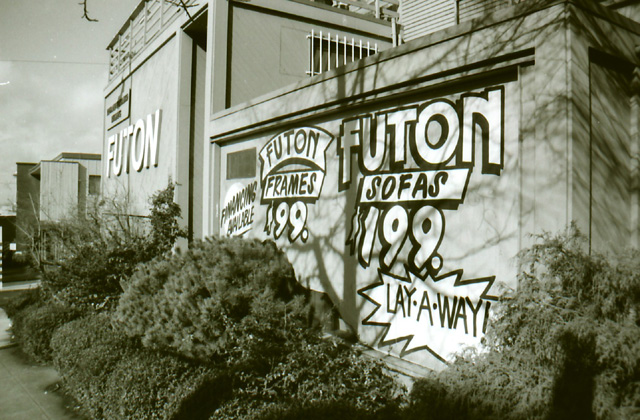 FUTON
FINANCING
AVAILABLE
FUTON
FRAMES
$99.
FUTON
SOFAS
$199.
LAY·A·WAY!